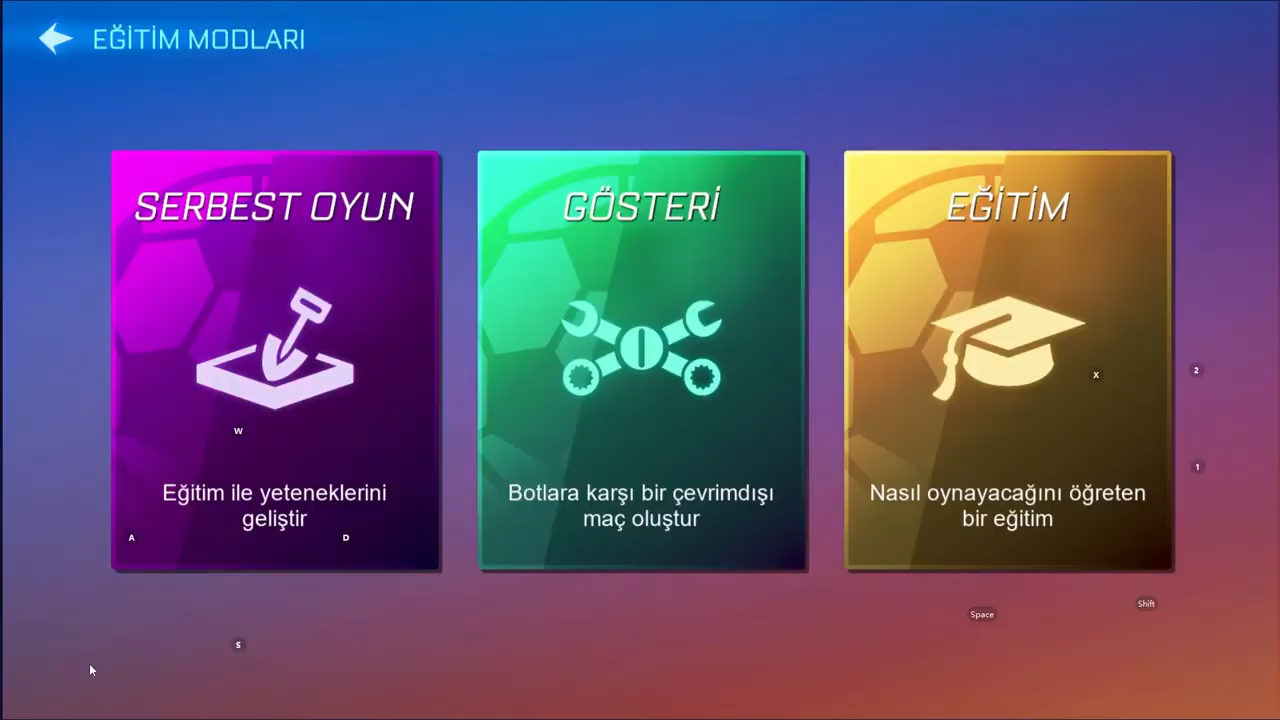 EĞİTİM MODLARI
SERBEST OYUN
Eğitim ile yeteneklerini
geliştir
GÖSTERİ
Botlara karşı bir çevrimdışı
maç oluştur
EĞİTİM
Nasıl oynayacağını öğreten
bir eğitim
W
A
D
S
X
2
1
Space
Shift